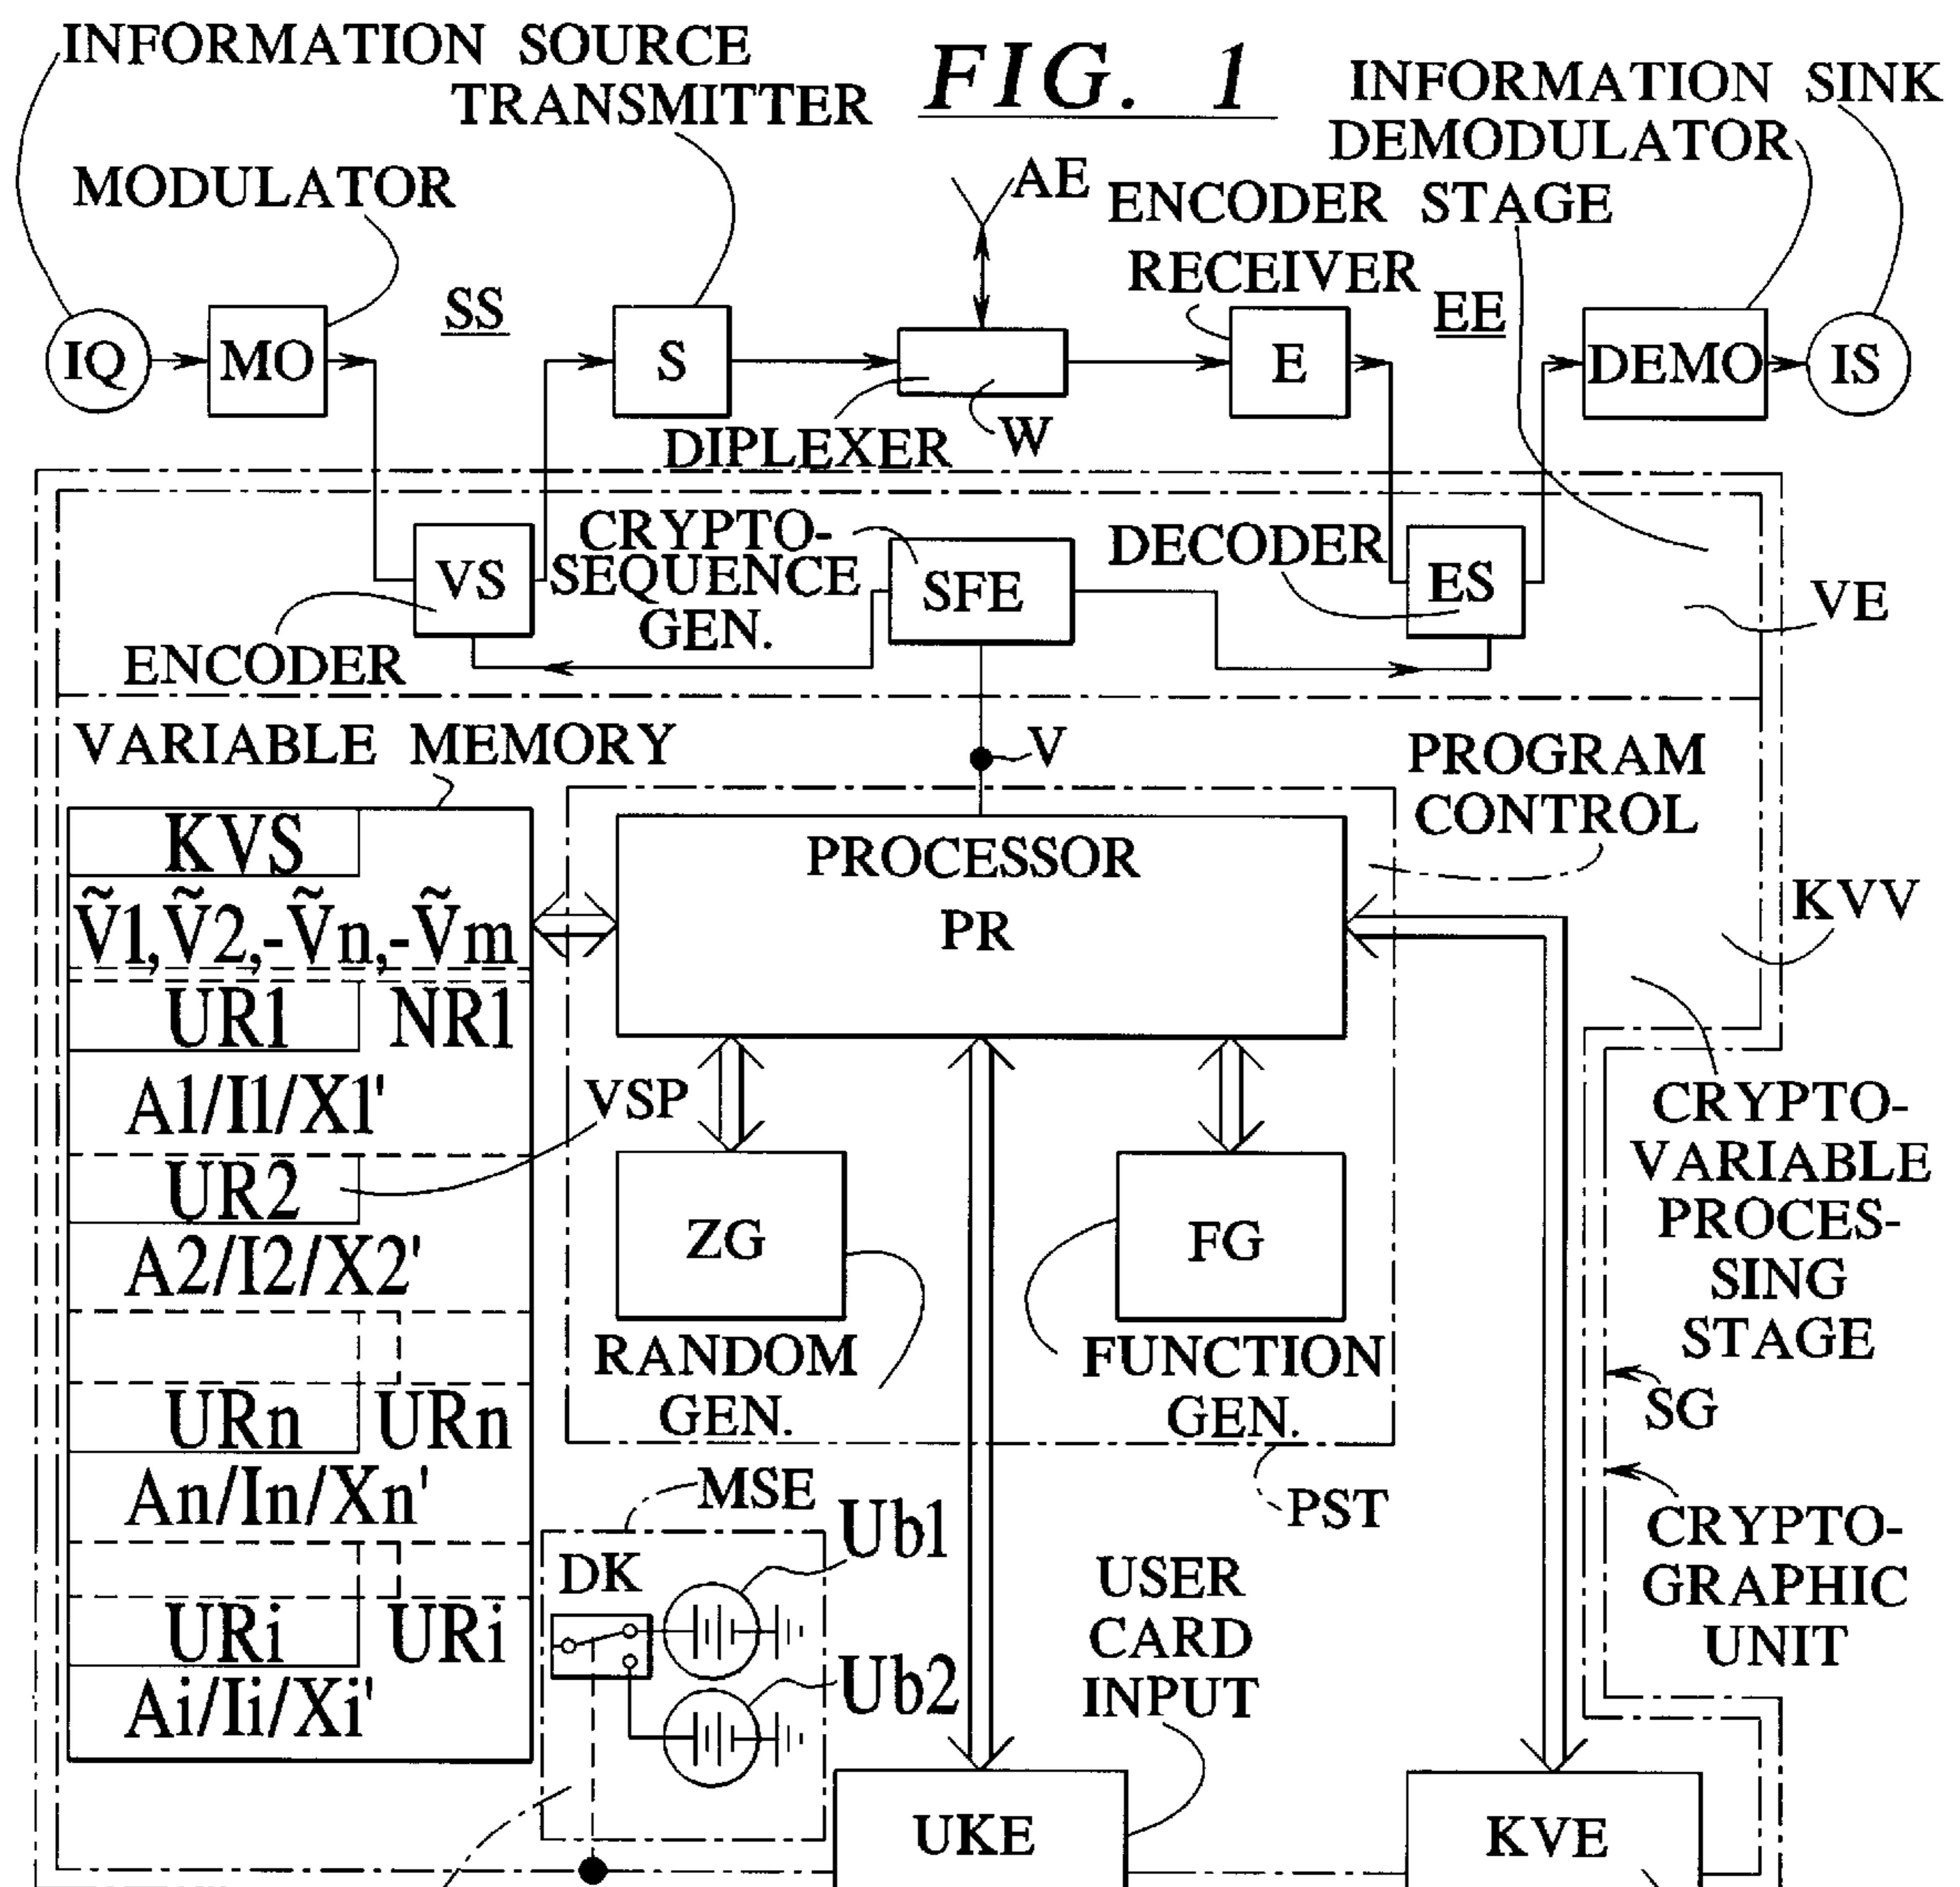 FIG. 1
INFORMATION SOURCE
TRANSMITTER
MODULATOR
INFORMATION SINK
DEMODULATOR
AE
ENCODER STAGE
RECEIVER
SS
EE
IQ
MO
S
E
DEMO
IS
DIPLEXER
W
CRYPTO-
SEQUENCE
GEN.
VS
SFE
DECODER
ES
VE
ENCODER
VARIABLE MEMORY
V
PROGRAM
CONTROL
KVS
Ṽ1,Ṽ2,-Ṽn,-Ṽm
UR1 NR1
A1/I1/X1'
UR2
A2/I2/X2'
URn URn
An/In/Xn'
URi URi
Ai/Ii/Xi'
PROCESSOR
PR
KVV
VSP
ZG
FG
RANDOM
GEN.
FUNCTION
GEN.
CRYPTO-
VARIABLE
PROCES-
SING
STAGE
SG
MSE
PST
DK
Ub1
Ub2
USER
CARD
INPUT
CRYPTO-
GRAPHIC
UNIT
UKE
KVE